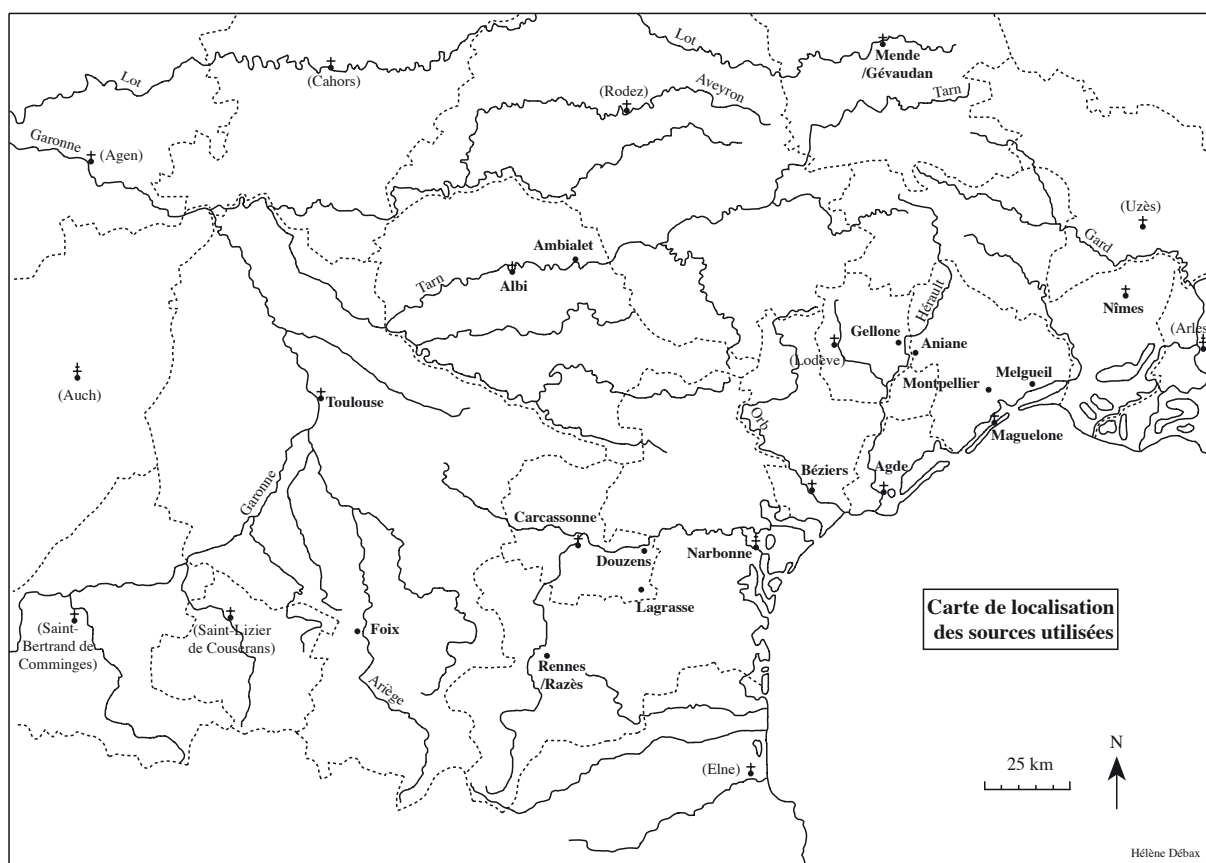 Lot
Mende
/Gévaudan
Lot
(Cahors)
(Rodez)
Aveyron
Tarn
Garonne
(Agen)
(Uzès)
Gard
Ambialet
Tarn
Albi
Hérault
Nîmes
Gellone
Aniane
(Arles)
(Lodève)
Montpellier
Melgueil
(Auch)
Toulouse
Orb
Maguelone
Garonne
Béziers
Agde
Carcassonne
Douzens
Narbonne
Lagrasse
Carte de localisation
des sources utilisées
(Saint-
Bertrand de
Comminges)
(Saint-Lizier
de Couserans)
Foix
Rennes
/Razès
Ariège
(Elne)
25 km
N
Hélène Débax